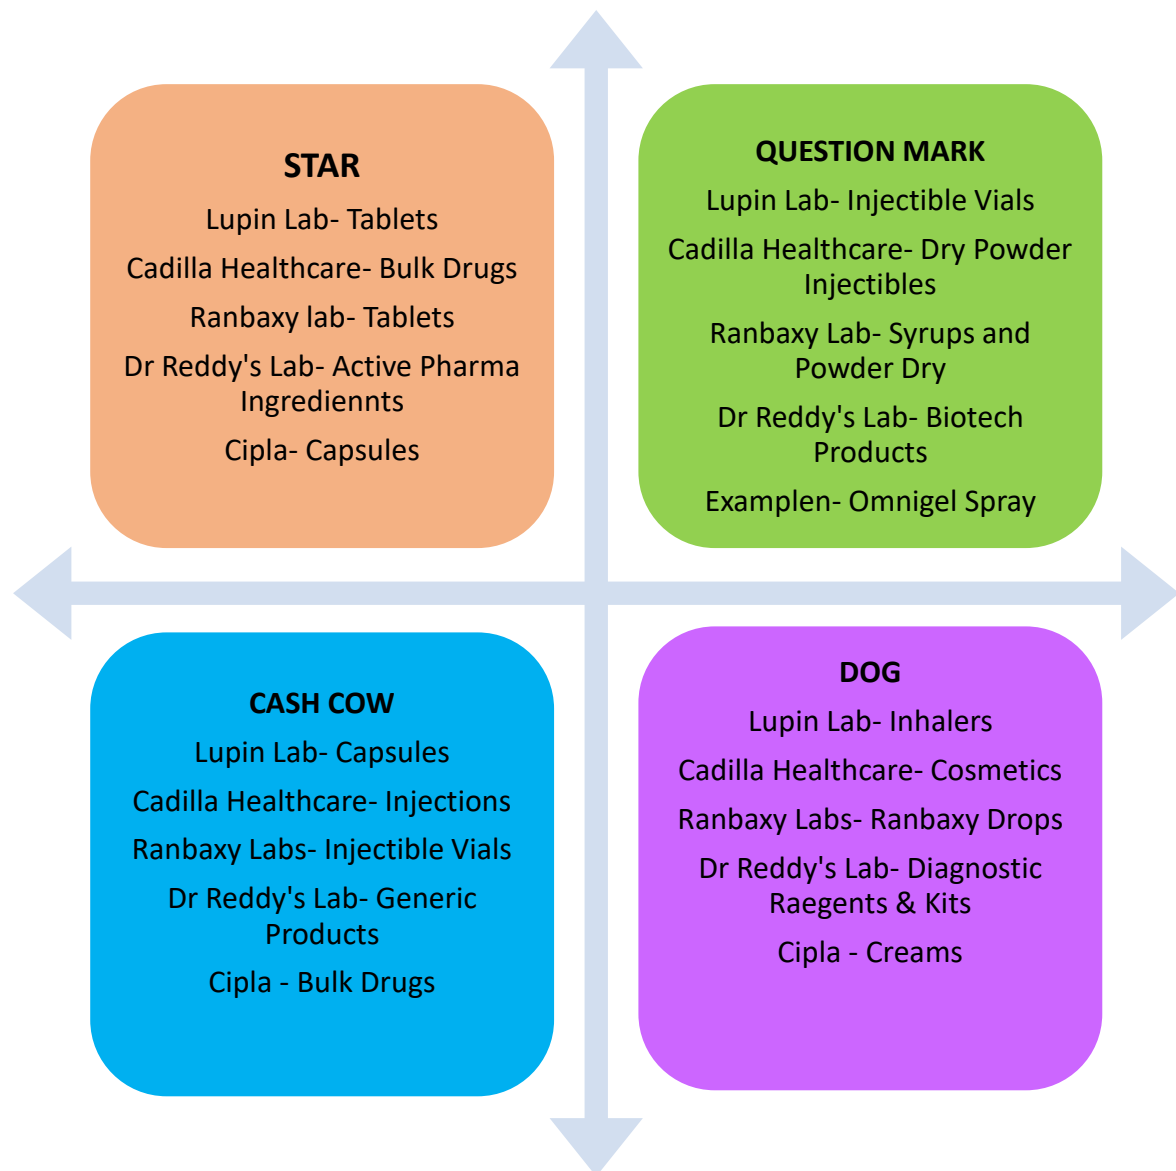 STAR
Lupin Lab- Tablets
Cadilla Healthcare- Bulk Drugs
Ranbaxy lab- Tablets
Dr Reddy's Lab- Active Pharma
Ingrediennts
Cipla- Capsules
QUESTION MARK
Lupin Lab- Injectible Vials
Cadilla Healthcare- Dry Powder
Injectibles
Ranbaxy Lab- Syrups and
Powder Dry
Dr Reddy's Lab- Biotech
Products
Examplen- Omnigel Spray
CASH COW
Lupin Lab- Capsules
Cadilla Healthcare- Injections
Ranbaxy Labs- Injectible Vials
Dr Reddy's Lab- Generic
Products
Cipla - Bulk Drugs
DOG
Lupin Lab- Inhalers
Cadilla Healthcare- Cosmetics
Ranbaxy Labs- Ranbaxy Drops
Dr Reddy's Lab- Diagnostic
Raegents & Kits
Cipla - Creams